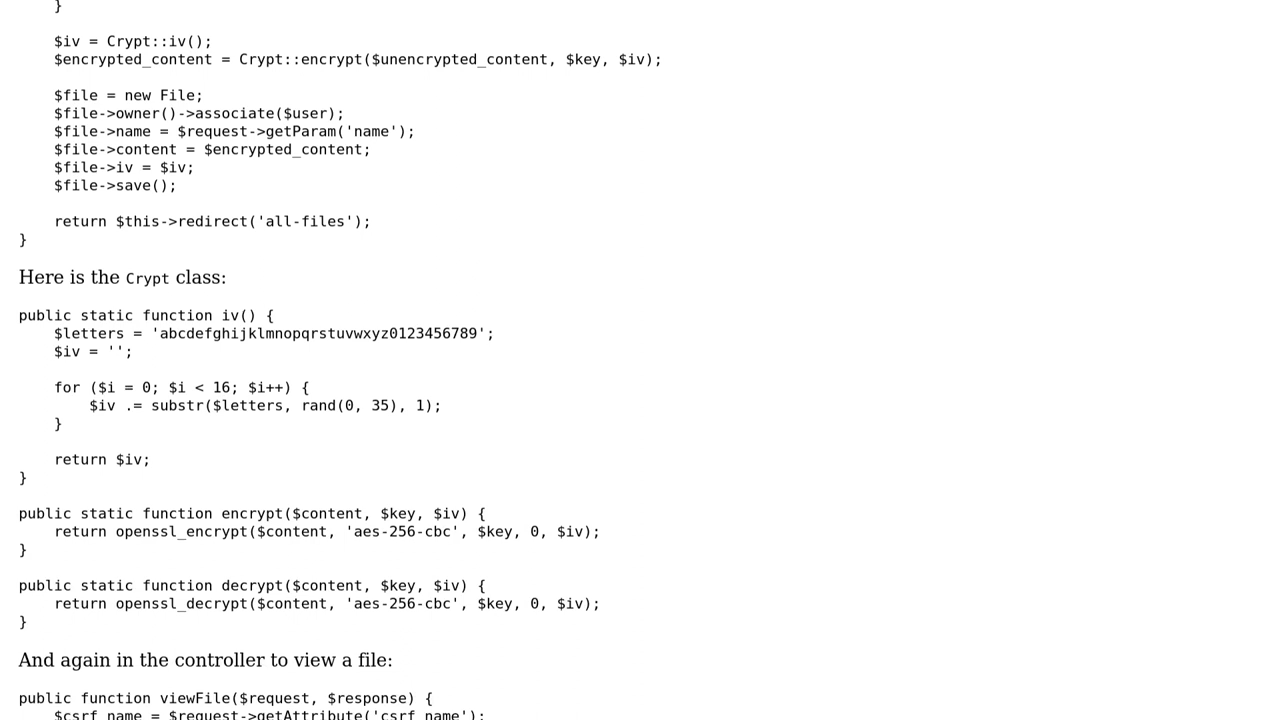 }

    $iv = Crypt::iv();
    $encrypted_content = Crypt::encrypt($unencrypted_content, $key, $iv);

    $file = new File;
    $file->owner()->associate($user);
    $file->name = $request->getParam('name');
    $file->content = $encrypted_content;
    $file->iv = $iv;
    $file->save();

    return $this->redirect('all-files');
}
Here is the Crypt class:
public static function iv() {
    $letters = 'abcdefghijklmnopqrstuvwxyz0123456789';
    $iv = '';

    for ($i = 0; $i < 16; $i++) {
        $iv .= substr($letters, rand(0, 35), 1);
    }

    return $iv;
}

public static function encrypt($content, $key, $iv) {
    return openssl_encrypt($content, 'aes-256-cbc', $key, 0, $iv);
}

public static function decrypt($content, $key, $iv) {
    return openssl_decrypt($content, 'aes-256-cbc', $key, 0, $iv);
}
And again in the controller to view a file:
public function viewFile($request, $response) {
    $csrf_name = $request->getAttribute('csrf_name');